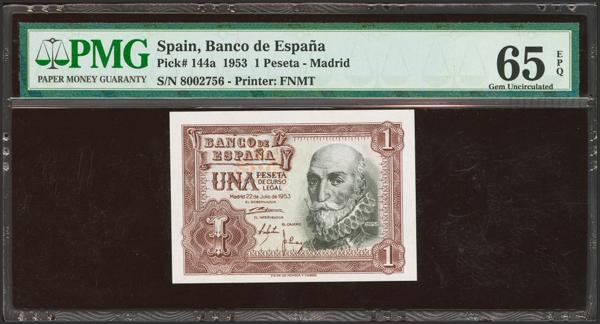 PMG
PAPER MONEY GUARANTY
Spain, Banco de España
Pick# 144a 1953 1 Peseta - Madrid
S/N 8002756 - Printer: FNMT
65 EPQ
Gem Uncirculated
BANCO DE
ESPAÑA
1
UNA PESETA
DE CURSO
LEGAL
Madrid 22 de Julio de 1953
EL GOBERNADOR
EL INTERVENTOR
EL CAJERO
1
1